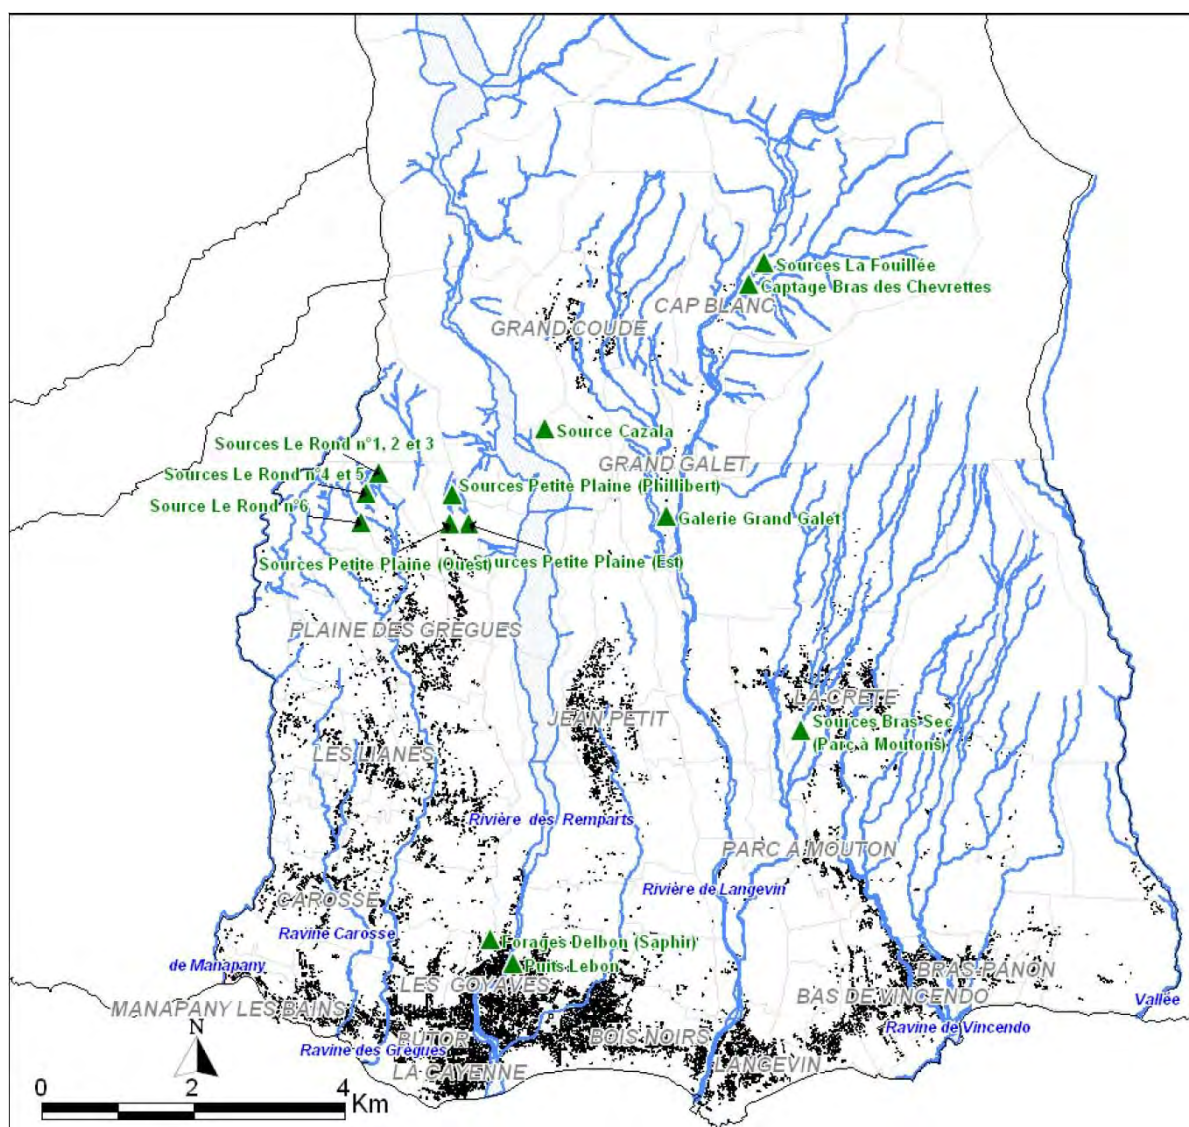 Sources La Fouillée
Captage Bras des Chevrettes
CAP BLANC
GRAND COUDE
Source Cazala
Sources Le Rond n°1, 2 et 3
GRAND GALET
Sources Le Rond n°4 et 5
Sources Petite Plaine (Phillibert)
Source Le Rond n°6
Galerie Grand Galet
Sources Petite Plaine (Ouest)
Sources Petite Plaine (Est)
PLAINE DES GREGUES
LA CRETE
JEAN PETIT
Sources Bras Sec
(Parc à Moutons)
LES LIANES
Rivière des Remparts
PARC A MOUTON
Rivière de Langevin
CAROSSE
Ravine Carosse
Forages Delbon (Saphir)
de Manapany
Puits Lebon
BRAS-PANON
LES GOYAVES
BAS DE VINCENDO
Vallée
MANAPANY LES BAINS
Ravine de Vincendo
BUTOR
BOIS NOIRS
Ravine des Grègues
LA CAYENNE
LANGEVIN
N
0 2 4
Km